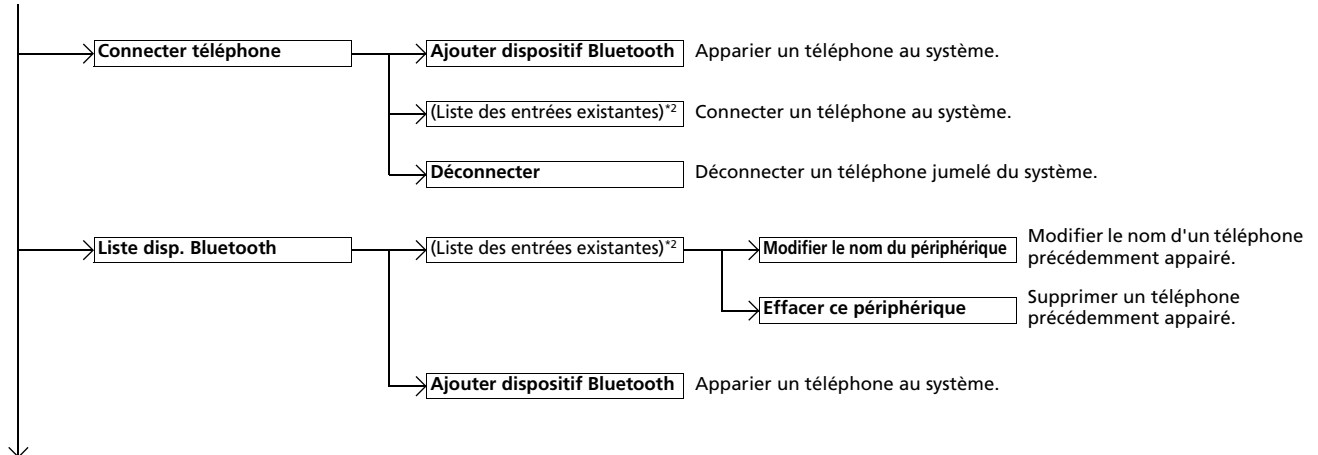 Connecter téléphone
Ajouter dispositif Bluetooth
Apparier un téléphone au système.
(Liste des entrées existantes)*2
Connecter un téléphone au système.
Déconnecter
Déconnecter un téléphone jumelé du système.
Liste disp. Bluetooth
(Liste des entrées existantes)*2
Modifier le nom du périphérique
Modifier le nom d'un téléphone
précédemment appairé.
Effacer ce périphérique
Supprimer un téléphone
précédemment appairé.
Ajouter dispositif Bluetooth
Apparier un téléphone au système.